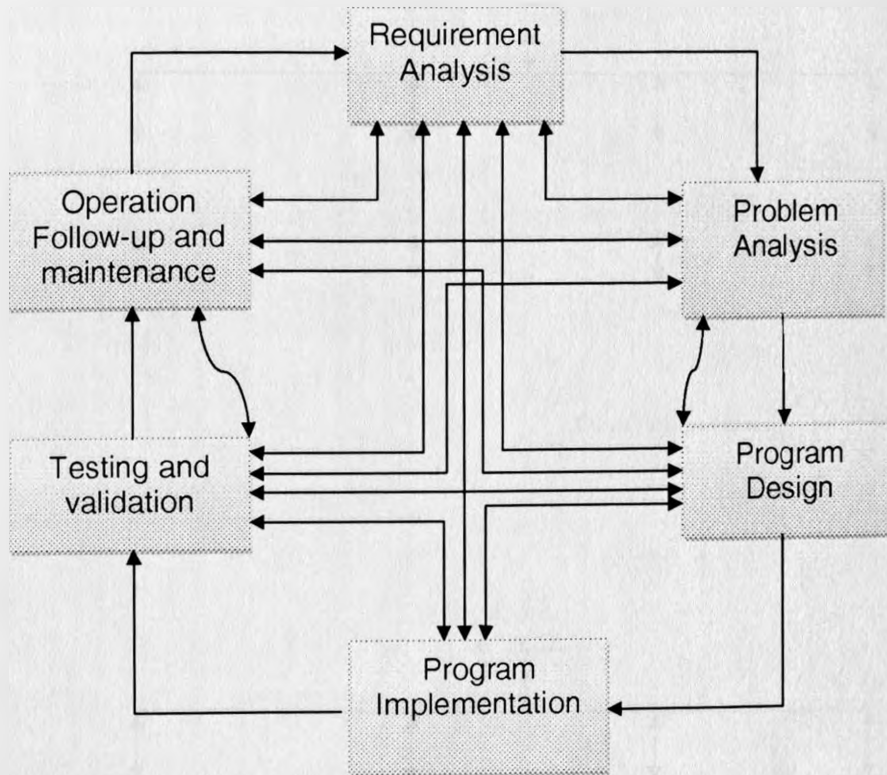 Requirement
Analysis
Problem
Analysis
Program
Design
Program
Implementation
Testing and
validation
Operation
Follow-up and
maintenance